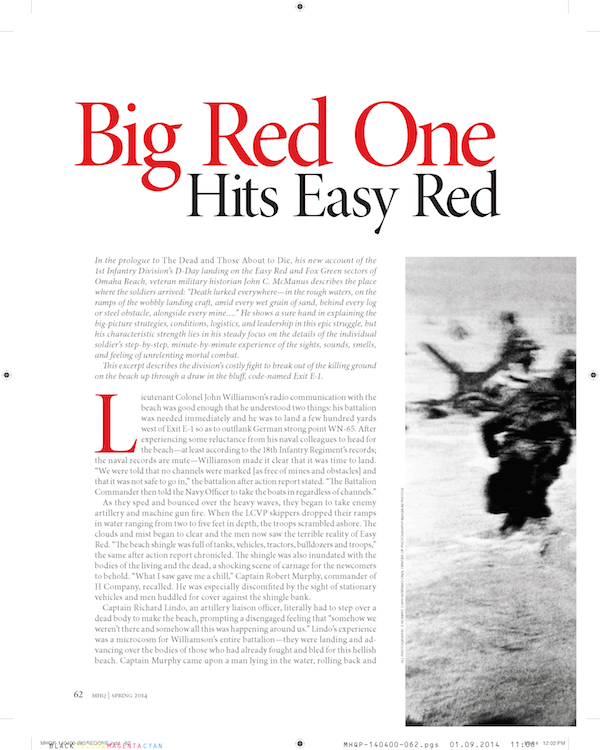 Big Red One
Hits Easy Red
In the prologue to The Dead and Those About to Die, his new account of the
1st Infantry Division's D-Day landing on the Easy Red and Fox Green sectors of
Omaha Beach, veteran military historian John C. McManus describes the place
where the soldiers arrived: "Death lurked everywhere—in the rough waters, on the
ramps of the wobbly landing craft, amid every wet grain of sand, behind every log
or steel obstacle, alongside every mine…." He shows a sure hand in explaining the
big-picture strategies, conditions, logistics, and leadership in this epic struggle, but
his characteristic strength lies in his steady focus on the details of the individual
soldier's step-by-step, minute-by-minute experience of the sights, sounds, smells,
and feeling of unrelenting mortal combat.
This excerpt describes the division's costly fight to break out of the killing ground
on the beach up through a draw in the bluff, code-named Exit E-1.
Lieutenant Colonel John Williamson's radio communication with the
beach was good enough that he understood two things: his battalion
was needed immediately and he was to land a few hundred yards
west of Exit E-1 so as to outflank German strong point WN-65. After
experiencing some reluctance from his naval colleagues to head for
the beach—at least according to the 18th Infantry Regiment's records;
the naval records are mute—Williamson made it clear that it was time to land.
"We were told that no channels were marked [as free of mines and obstacles] and
that it was not safe to go in," the battalion after action report stated. "The Battalion
Commander then told the Navy Officer to take the boats in regardless of channels."
As they sped and bounced over the heavy waves, they began to take enemy
artillery and machine gun fire. When the LCVP skippers dropped their ramps
in water ranging from two to five feet in depth, the troops scrambled ashore. The
clouds and mist began to clear and the men now saw the terrible reality of Easy
Red. "The beach shingle was full of tanks, vehicles, tractors, bulldozers and troops,"
the same after action report chronicled. The shingle was also inundated with the
bodies of the living and the dead, a shocking scene of carnage for the newcomers
to behold. "What I saw gave me a chill," Captain Robert Murphy, commander of
H Company, recalled. He was especially discomfited by the sight of stationary
vehicles and men huddled for cover against the shingle bank.
Captain Richard Lindo, an artillery liaison officer, literally had to step over a
dead body to make the beach, prompting a disengaged feeling that "somehow we
weren't there and somehow all this was happening around us." Lindo's experience
was a microcosm for Williamson's entire battalion—they were landing and ad-
vancing over the bodies of those who had already fought and bled for this hellish
beach. Captain Murphy came upon a man lying in the water, rolling back and
62 MHQ | SPRING 2014
BLACK YELLOW MAGENTA CYAN
MHQP-140400-062.pgs 01.09.2014 11:06
12:02 PM